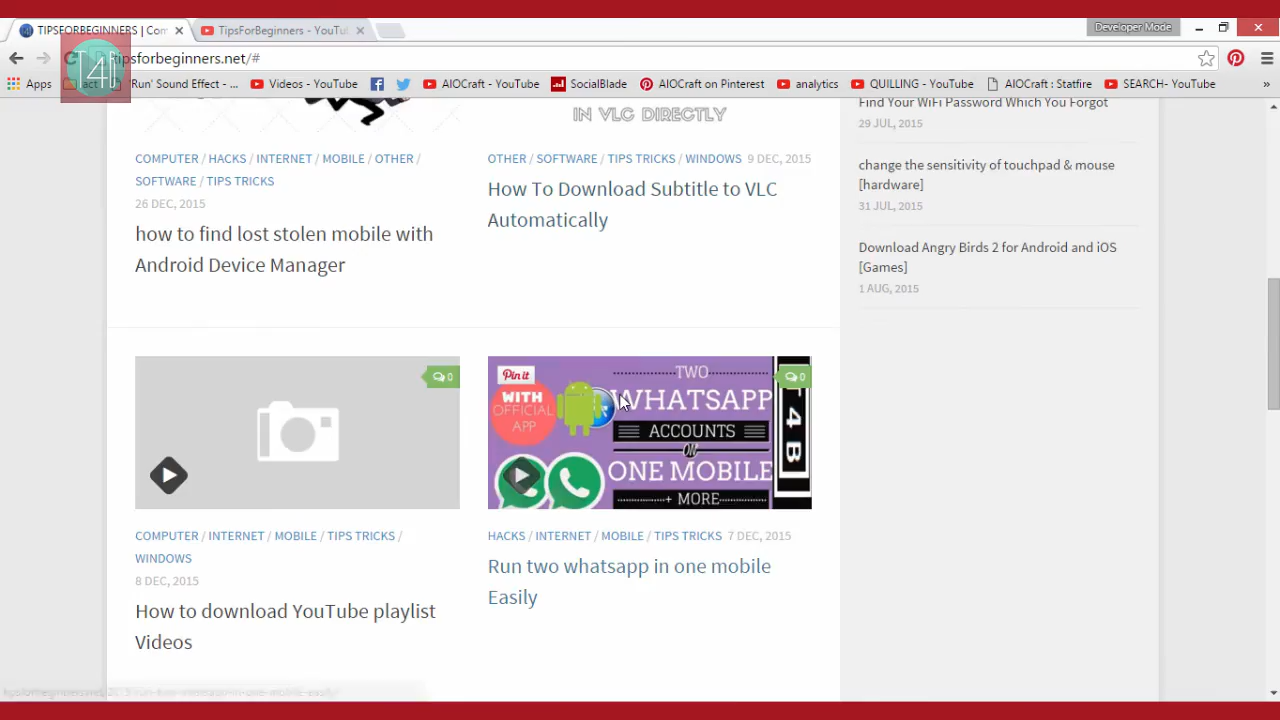 TIPSFORBEGINNERS | Com
TipsForBeginners - YouTu
Developer Mode
tipsforbeginners.net/#
T4B
Apps
act
'Run' Sound Effect - ...
Videos - YouTube
AIOCraft - YouTube
SocialBlade
AIOCraft on Pinterest
analytics
QUILLING - YouTube
AIOCraft : Statfire
SEARCH- YouTube
»
IN VLC DIRECTLY
COMPUTER / HACKS / INTERNET / MOBILE / OTHER /
SOFTWARE / TIPS TRICKS
26 DEC, 2015
how to find lost stolen mobile with
Android Device Manager
OTHER / SOFTWARE / TIPS TRICKS / WINDOWS 9 DEC, 2015
How To Download Subtitle to VLC
Automatically
Find Your WiFi Password Which You Forgot
29 JUL, 2015
change the sensitivity of touchpad & mouse
[hardware]
31 JUL, 2015
Download Angry Birds 2 for Android and iOS
[Games]
1 AUG, 2015
0
Pin it
WITH
OFFICIAL
APP
TWO
WHATSAPP
ACCOUNTS
ON
ONE MOBILE
+ MORE
T4B
0
COMPUTER / INTERNET / MOBILE / TIPS TRICKS /
WINDOWS
8 DEC, 2015
How to download YouTube playlist
Videos
HACKS / INTERNET / MOBILE / TIPS TRICKS 7 DEC, 2015
Run two whatsapp in one mobile
Easily